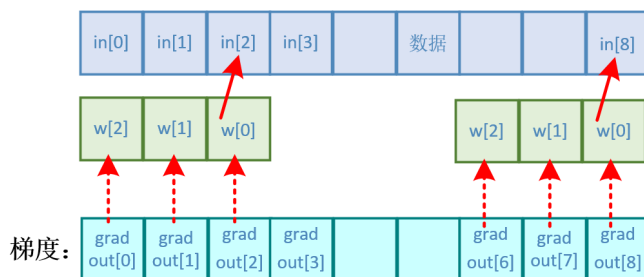 in[0] in[1] in[2] in[3] 数据 in[8]
w[2] w[1] w[0] w[2] w[1] w[0]
梯度: grad out[0] grad out[1] grad out[2] grad out[3] grad out[6] grad out[7] grad out[8]